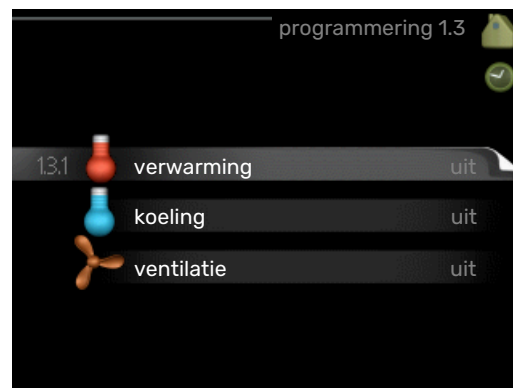 programmering 1.3
1.3.1 verwarming uit
koeling uit
ventilatie uit